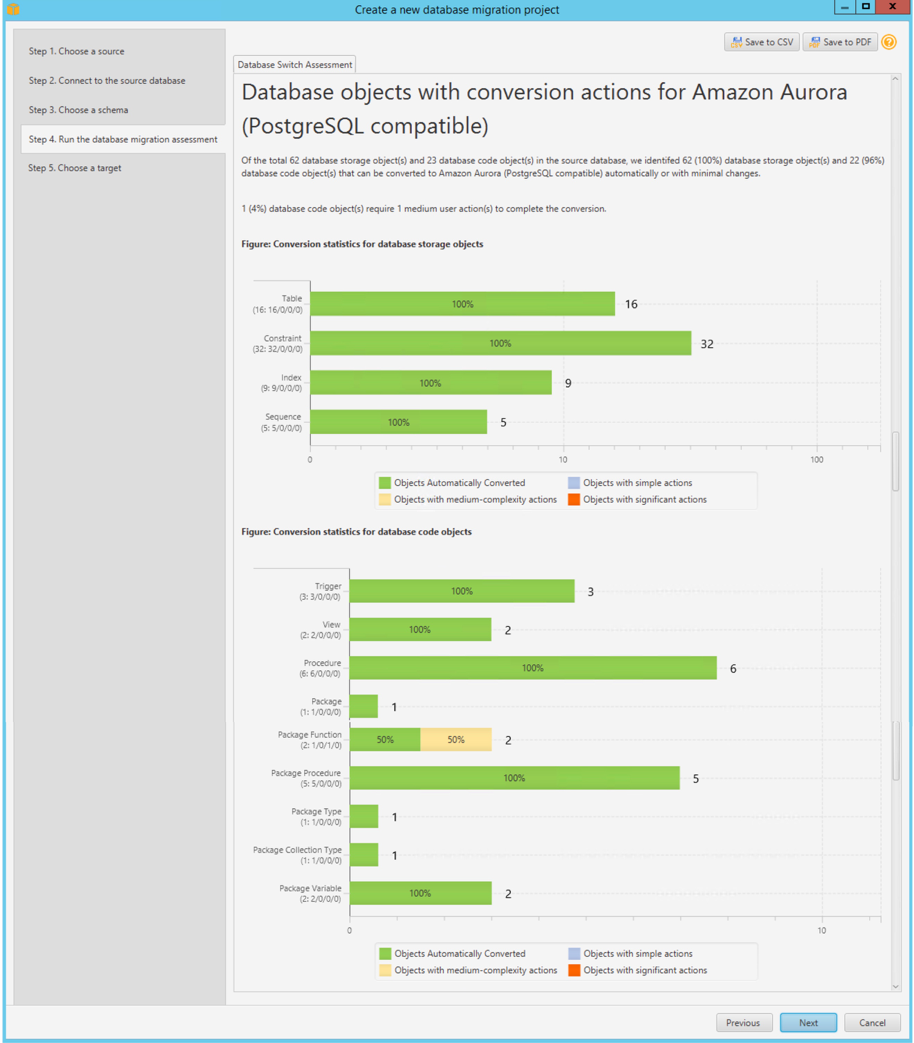 Create a new database migration project
Step 1. Choose a source
Step 2. Connect to the source database
Step 3. Choose a schema
Step 4. Run the database migration assessment
Step 5. Choose a target
Save to CSV
Save to PDF
Database Switch Assessment
Database objects with conversion actions for Amazon Aurora
(PostgreSQL compatible)
Of the total 62 database storage object(s) and 23 database code object(s) in the source database, we identifed 62 (100%) database storage object(s) and 22 (96%)
database code object(s) that can be converted to Amazon Aurora (PostgreSQL compatible) automatically or with minimal changes.
1 (4%) database code object(s) require 1 medium user action(s) to complete the conversion.
Figure: Conversion statistics for database storage objects
Table
(16: 16/0/0/0)
100%
16
Constraint
(32: 32/0/0/0)
100%
32
Index
(9: 9/0/0/0)
100%
9
Sequence
(5: 5/0/0/0)
100%
5
0
10
100
Objects Automatically Converted
Objects with simple actions
Objects with medium-complexity actions
Objects with significant actions
Figure: Conversion statistics for database code objects
Trigger
(3: 3/0/0/0)
100%
3
View
(2: 2/0/0/0)
100%
2
Procedure
(6: 6/0/0/0)
100%
6
Package
(1: 1/0/0/0)
1
Package Function
(2: 1/0/1/0)
50%
50%
2
Package Procedure
(5: 5/0/0/0)
100%
5
Package Type
(1: 1/0/0/0)
1
Package Collection Type
(1: 1/0/0/0)
1
Package Variable
(2: 2/0/0/0)
100%
2
0
10
Objects Automatically Converted
Objects with simple actions
Objects with medium-complexity actions
Objects with significant actions
Previous
Next
Cancel